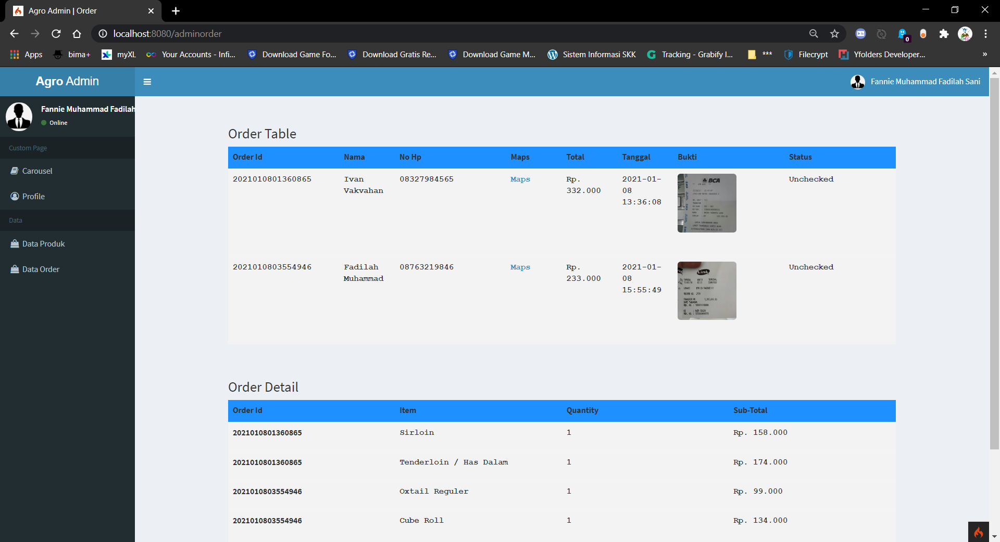 Agro Admin | Order
localhost:8080/adminorder
0
Apps bima+ myXL Your Accounts - Infi... Download Game Fo... Download Gratis Re... Download Game M... Sistem Informasi SKK Tracking - Grabify I... *** Filecrypt Yfolders Developer... »
Agro Admin
Fannie Muhammad Fadilah Sani
Fannie Muhammad Fadilah
Online
Custom Page
Carousel
Profile
Data
Data Produk
Data Order
Order Table
Order Id Nama No Hp Maps Total Tanggal Bukti Status
2021010801360865 Ivan 08327984565 Maps Rp. 2021-01- Unchecked
Vakvahan 332.000 08
13:36:08
BCA
2021010803554946 Fadilah 08763219846 Maps Rp. 2021-01- Unchecked
Muhammad 233.000 08
15:55:49
Link
Order Detail
Order Id Item Quantity Sub-Total
2021010801360865 Sirloin 1 Rp. 158.000
2021010801360865 Tenderloin / Has Dalam 1 Rp. 174.000
2021010803554946 Oxtail Reguler 1 Rp. 99.000
2021010803554946 Cube Roll 1 Rp. 134.000